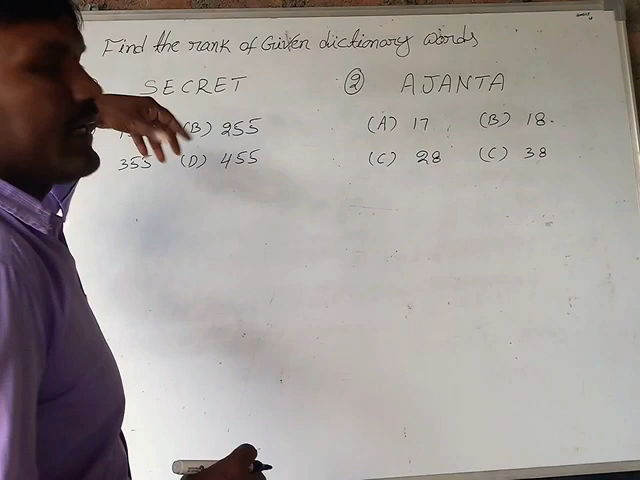 Find the rank of Given dictionary words
SECRET ② AJANTA
(B) 255 (A) 17 (B) 18.
355 (D) 455 (C) 28 (C) 38